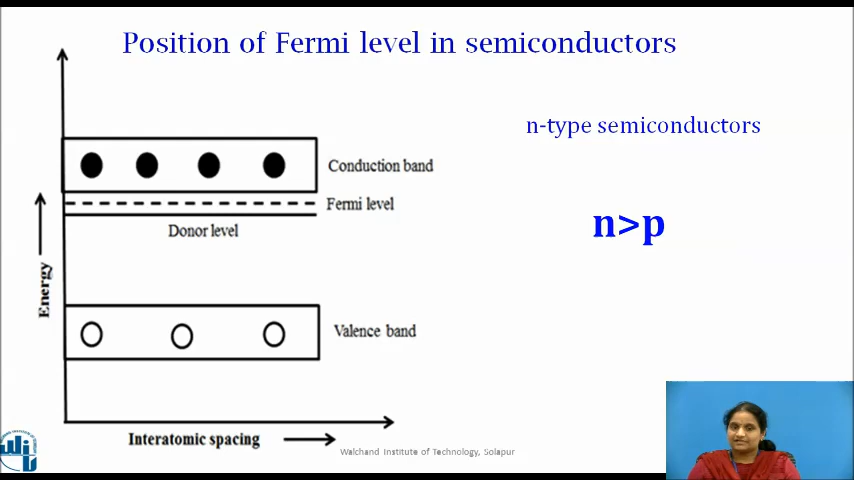 Position of Fermi level in semiconductors
n-type semiconductors
Conduction band
Fermi level
n>p
Donor level
Energy
Valence band
Interatomic spacing
Walchand Institute of Technology, Solapur